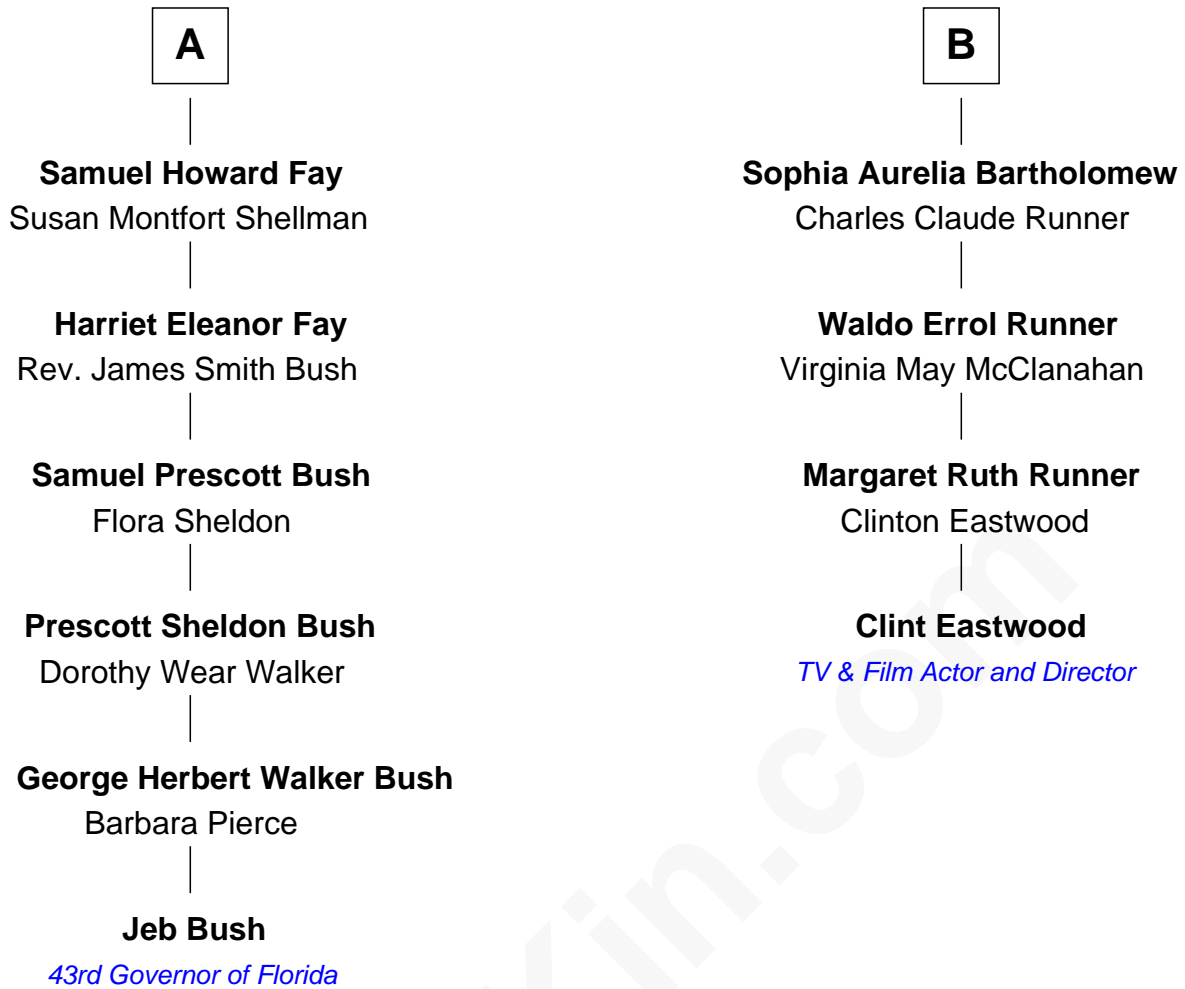 A
Samuel Howard Fay
Susan Montfort Shellman
Harriet Eleanor Fay
Rev. James Smith Bush
Samuel Prescott Bush
Flora Sheldon
Prescott Sheldon Bush
Dorothy Wear Walker
George Herbert Walker Bush
Barbara Pierce
Jeb Bush
43rd Governor of Florida
B
Sophia Aurelia Bartholomew
Charles Claude Runner
Waldo Errol Runner
Virginia May McClanahan
Margaret Ruth Runner
Clinton Eastwood
Clint Eastwood
TV & Film Actor and Director
Kin.com